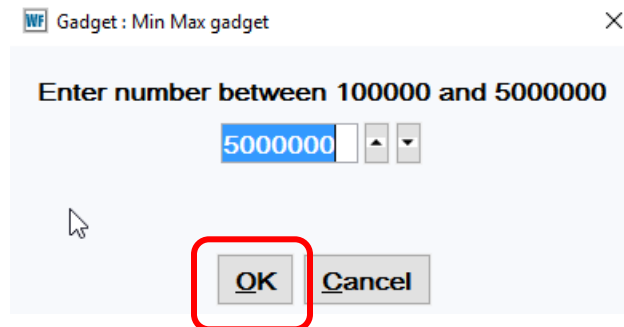 WF Gadget : Min Max gadget
Enter number between 100000 and 5000000
5000000
OK Cancel